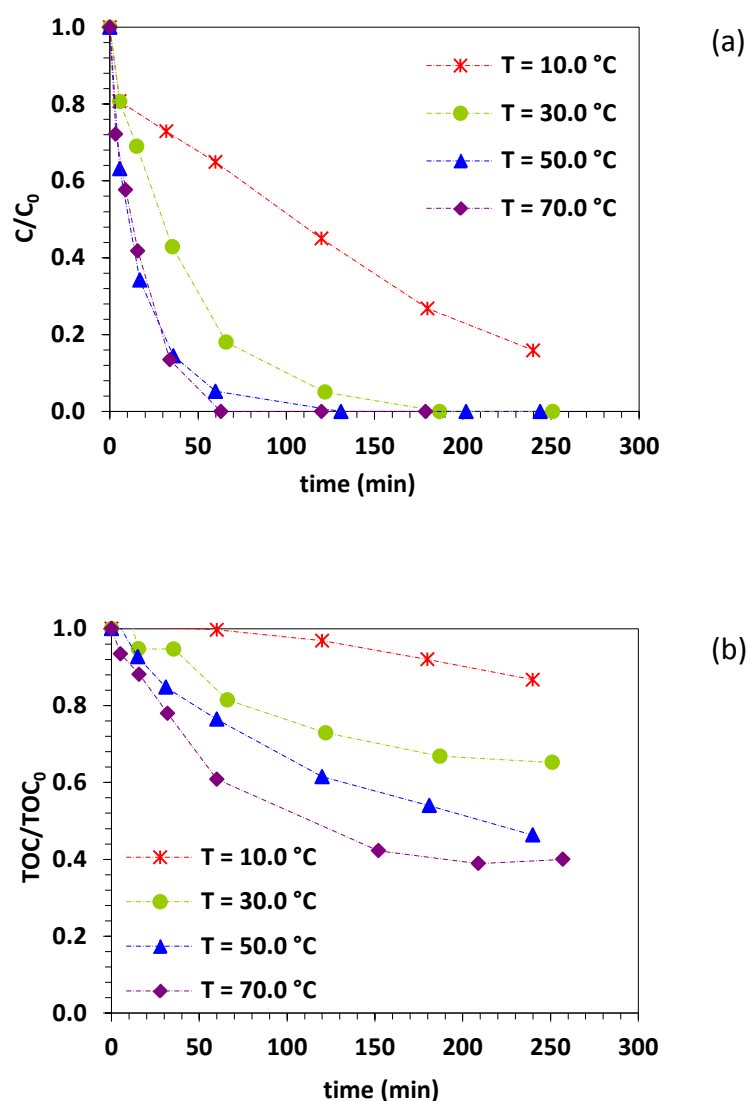 (a)
1.0
0.8
0.6
0.4
0.2
0.0
C/C₀
T = 10.0 °C
T = 30.0 °C
T = 50.0 °C
T = 70.0 °C
0 50 100 150 200 250 300
time (min)
(b)
1.0
0.8
0.6
0.4
0.2
0.0
TOC/TOC₀
T = 10.0 °C
T = 30.0 °C
T = 50.0 °C
T = 70.0 °C
0 50 100 150 200 250 300
time (min)